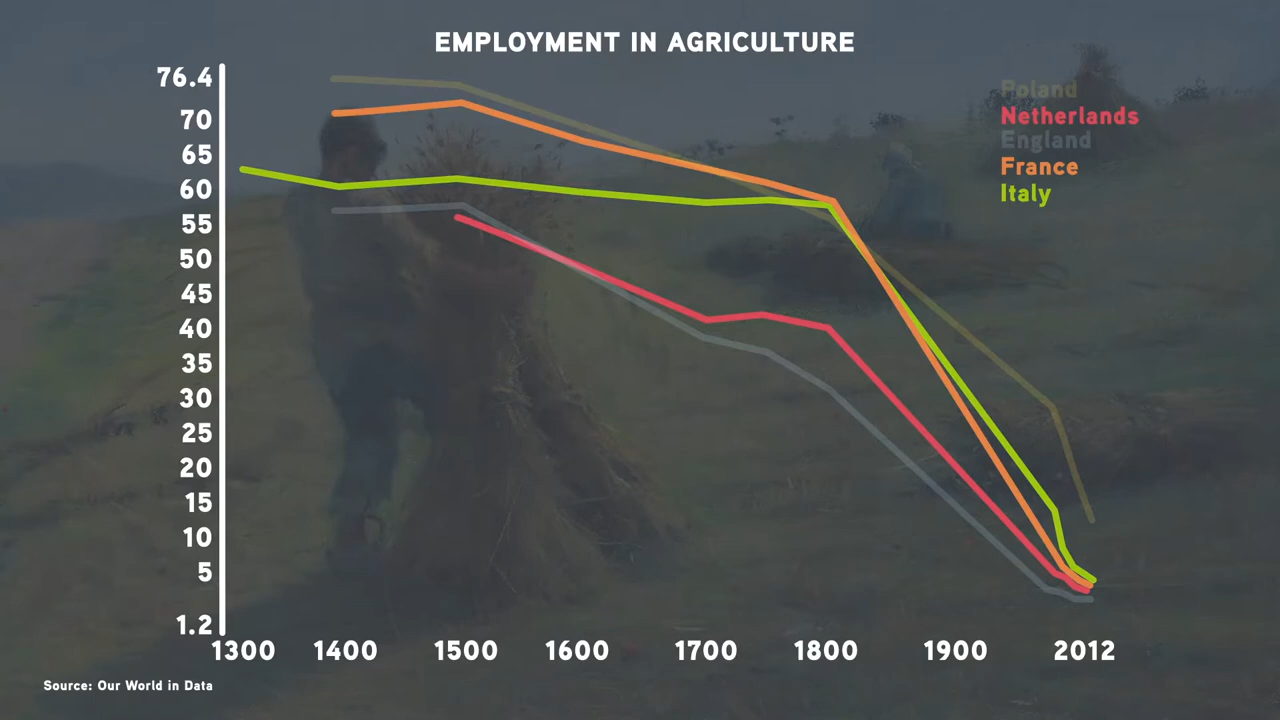 EMPLOYMENT IN AGRICULTURE
76.4
70
65
60
55
50
45
40
35
30
25
20
15
10
5
1.2
1300 1400 1500 1600 1700 1800 1900 2012
Poland
Netherlands
England
France
Italy
Source: Our World in Data